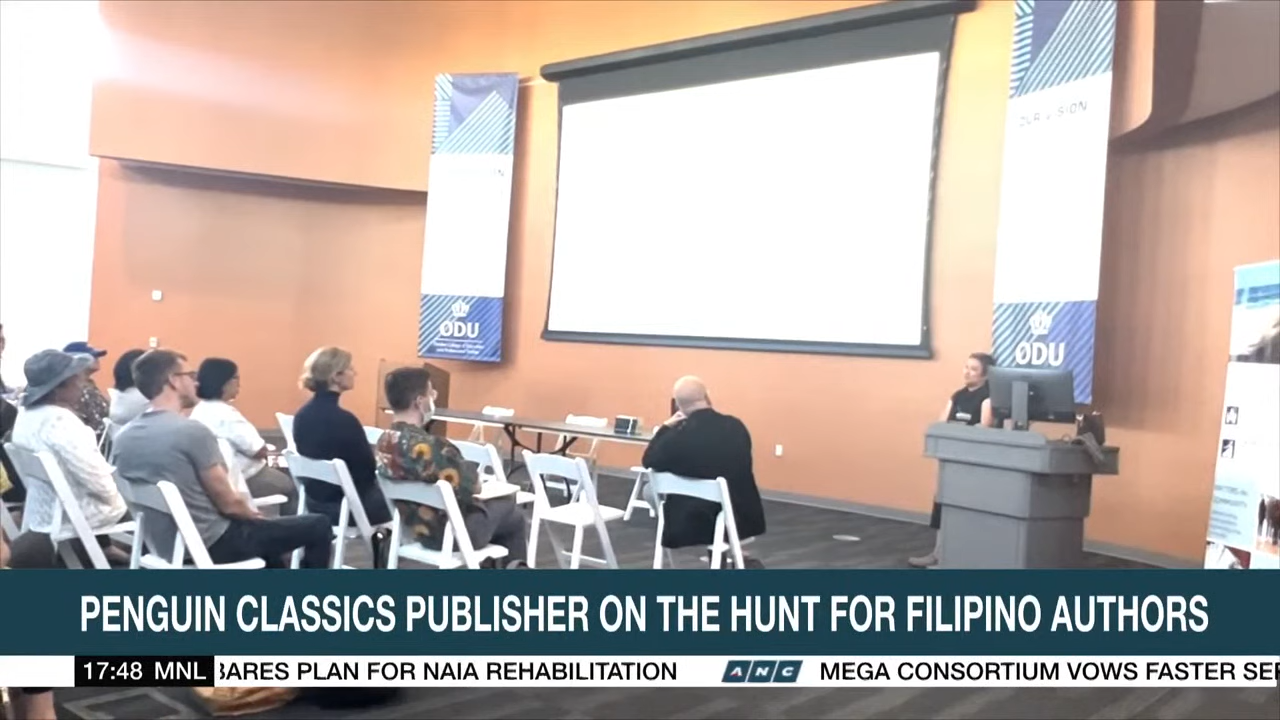 ODU
ODU
PENGUIN CLASSICS PUBLISHER ON THE HUNT FOR FILIPINO AUTHORS
17:48 MNL BARES PLAN FOR NAIA REHABILITATION ANC MEGA CONSORTIUM VOWS FASTER SER